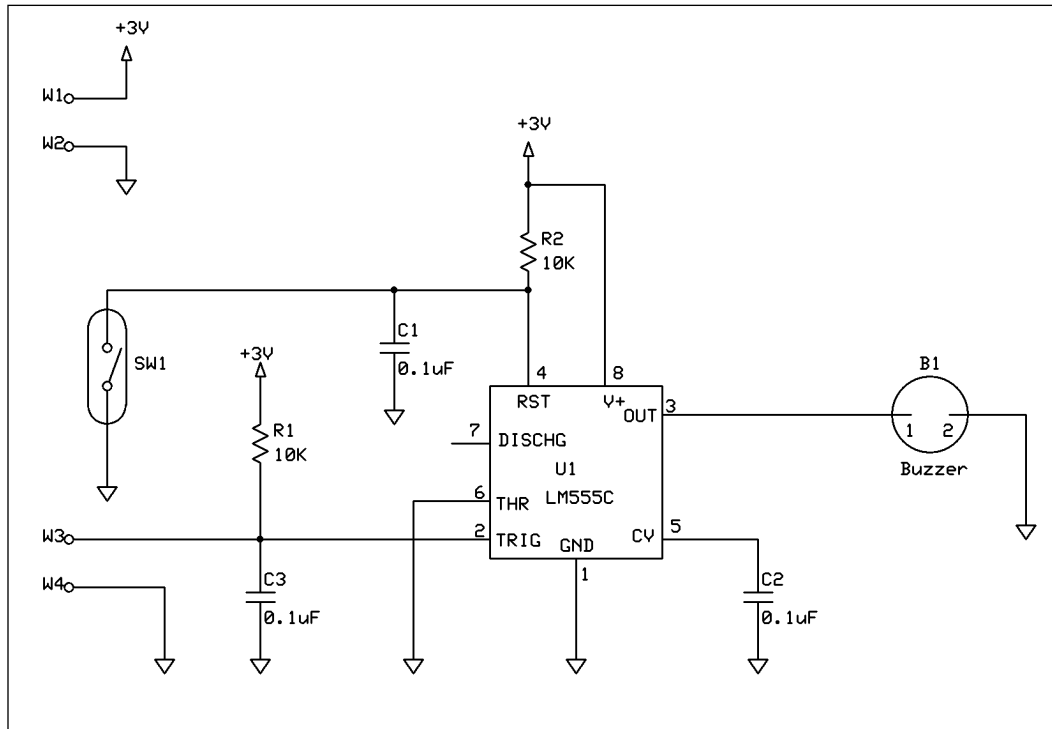 +3V
W1
W2
+3V
R2
10K
C1
0.1uF
SW1
+3V
R1
10K
4
8
RST
V+
OUT
3
B1
1
2
Buzzer
7
DISCHG
U1
LM555C
6
THR
2
TRIG
GND
CV
5
1
W3
W4
C3
0.1uF
C2
0.1uF